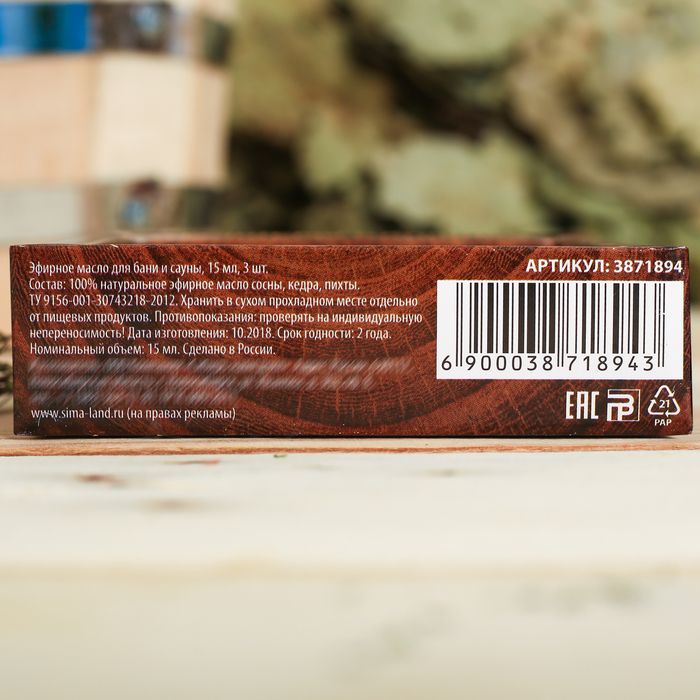 Эфирное масло для бани и сауны, 15 мл, 3 шт.
Состав: 100% натуральное эфирное масло сосны, кедра, пихты.
ТУ 9156-001-30743218-2012. Хранить в сухом прохладном месте отдельно
от пищевых продуктов. Противопоказания: проверять на индивидуальную
непереносимость! Дата изготовления: 10.2018. Срок годности: 2 года.
Номинальный объем: 15 мл. Сделано в России.
www.sima-land.ru (на правах рекламы)
АРТИКУЛ: 3871894
6 900038 718943
EAC
21
PAP